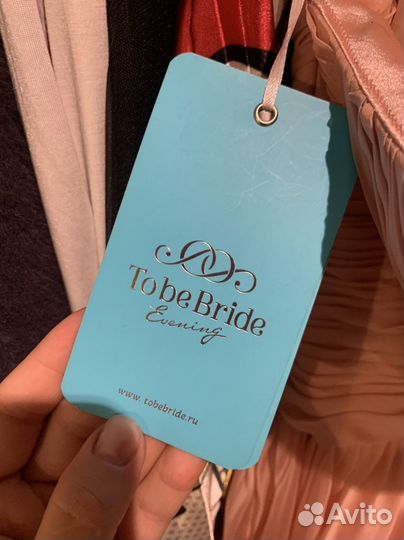 To be Bride
Evening
www. tobebride.ru
Avito